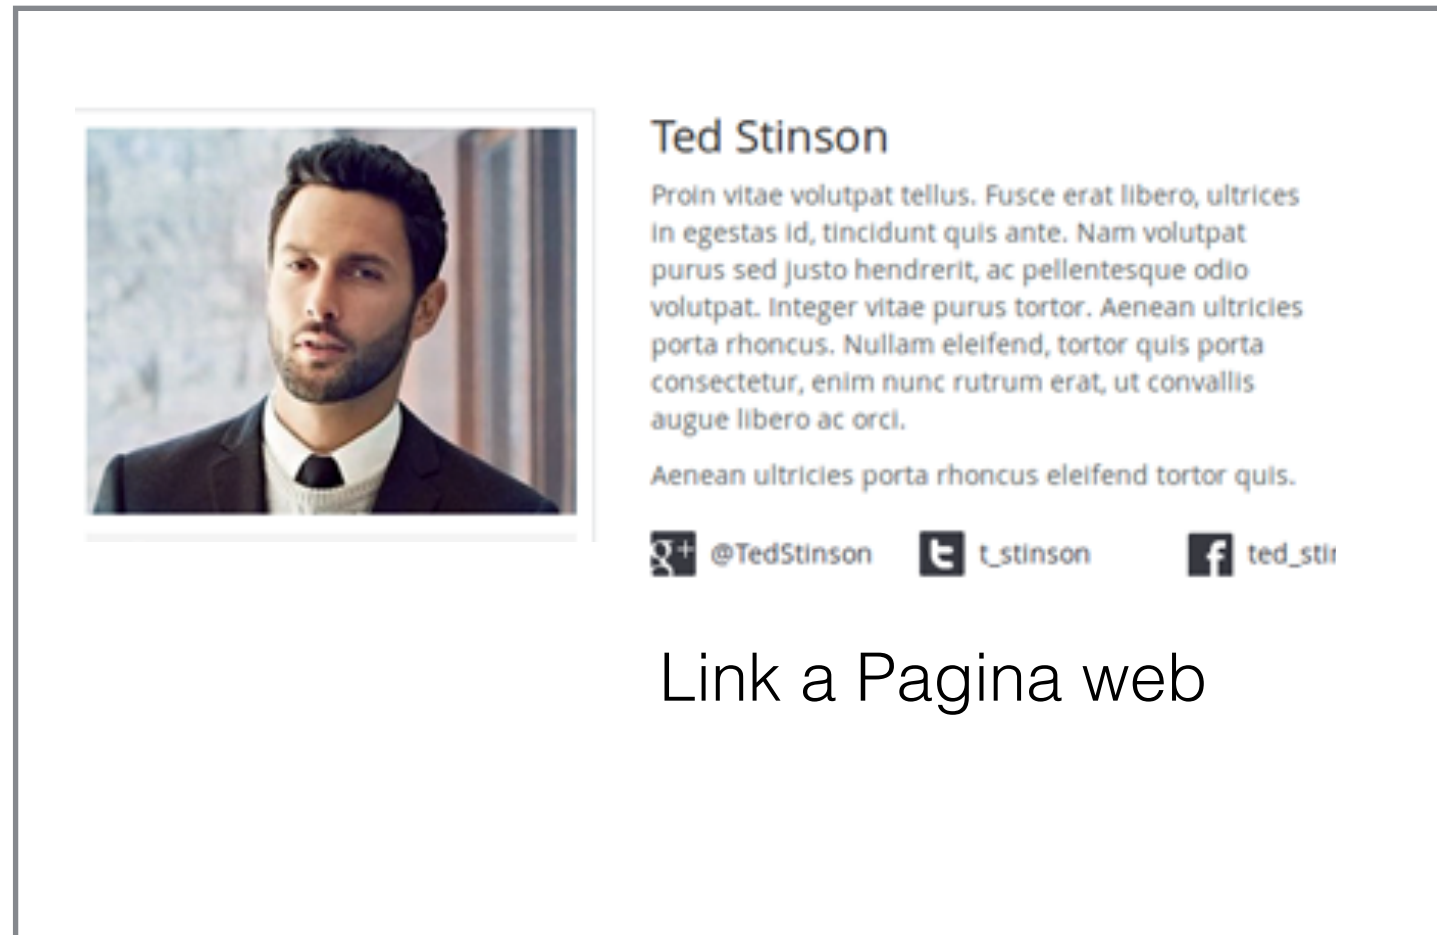 Ted Stinson
Proin vitae volutpat tellus. Fusce erat libero, ultrices
in egestas id, tincidunt quis ante. Nam volutpat
purus sed justo hendrerit, ac pellentesque odio
volutpat. Integer vitae purus tortor. Aenean ultricies
porta rhoncus. Nullam eleifend, tortor quis porta
consectetur, enim nunc rutrum erat, ut convallis
augue libero ac orci.
Aenean ultricies porta rhoncus eleifend tortor quis.
g+ @TedStinson t t_stinson f
Link a Pagina web